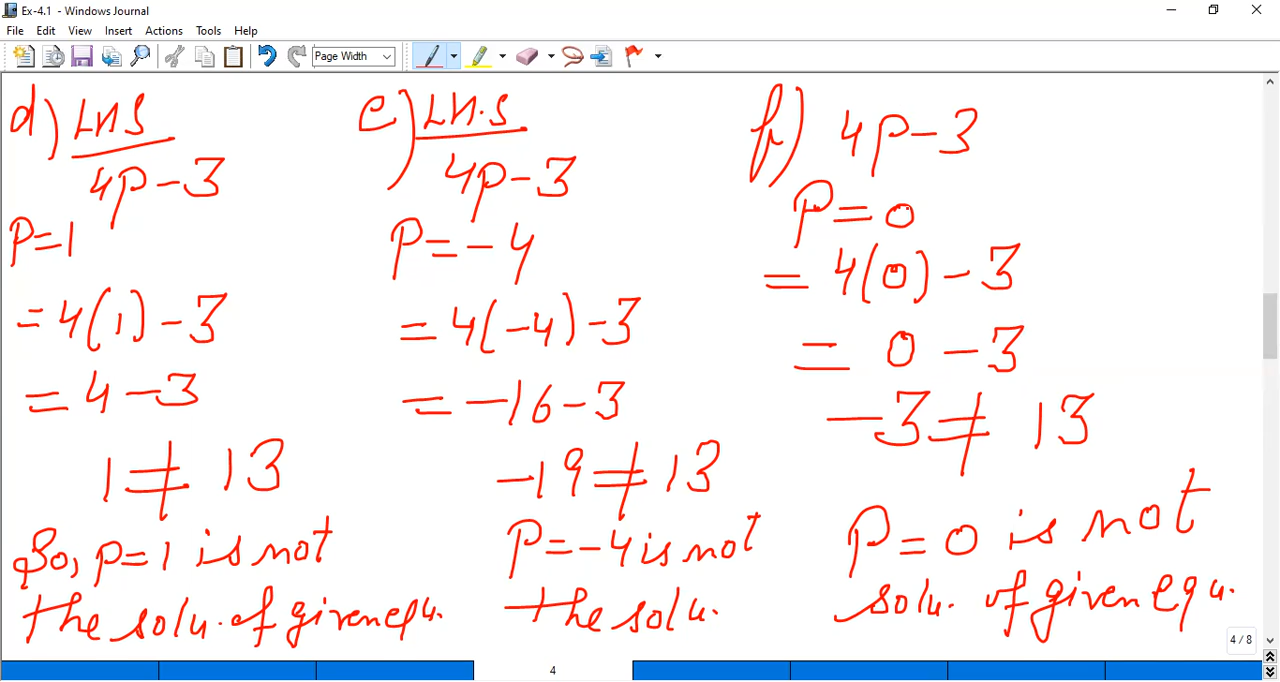 Ex-4.1 - Windows Journal
File Edit View Insert Actions Tools Help
Page Width
d) LHS
4p-3
P=1
=4(1)-3
=4-3
1≠13
So, p=1 is not
the solu. of given equ.
e) LH.S
4p-3
P=-4
=4(-4)-3
=-16-3
-19≠13
P=-4 is not
the solu.
f) 4p-3
P=0
=4(0)-3
=0-3
-3≠13
P=0 is not
solu. of given equ.
4 / 8
4